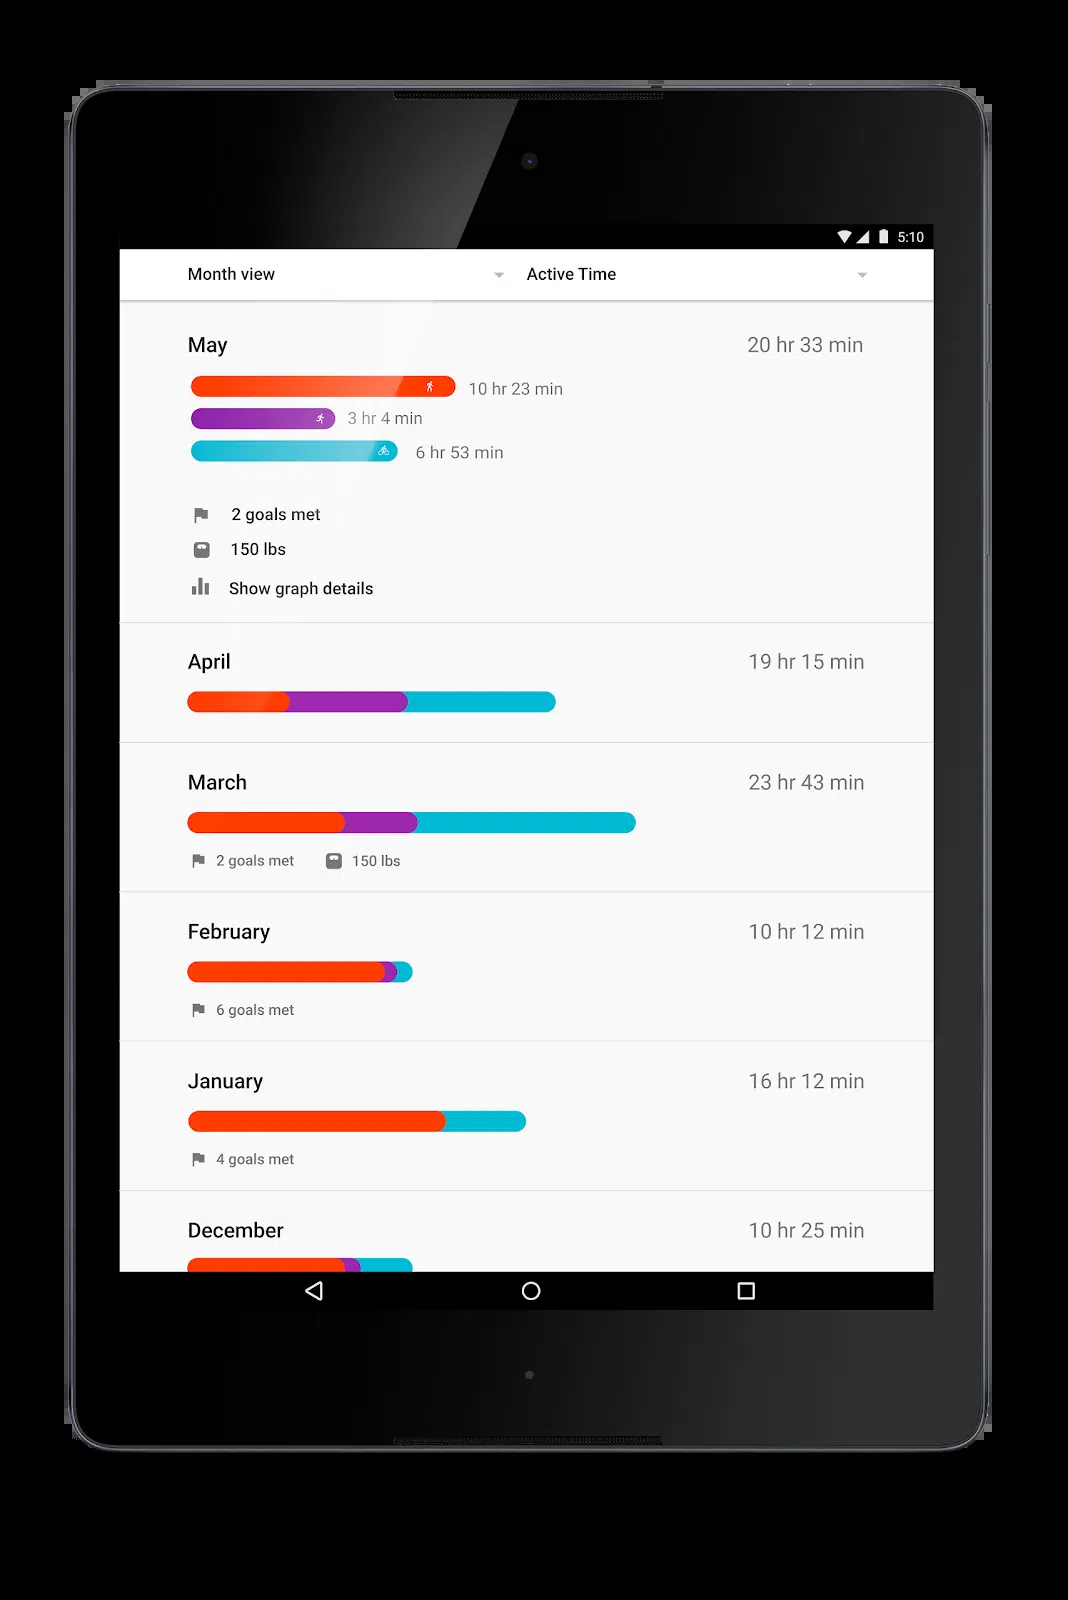 5:10
Month view Active Time
May 20 hr 33 min
10 hr 23 min
3 hr 4 min
6 hr 53 min
2 goals met
150 lbs
Show graph details
April 19 hr 15 min
March 23 hr 43 min
2 goals met 150 lbs
February 10 hr 12 min
6 goals met
January 16 hr 12 min
4 goals met
December 10 hr 25 min